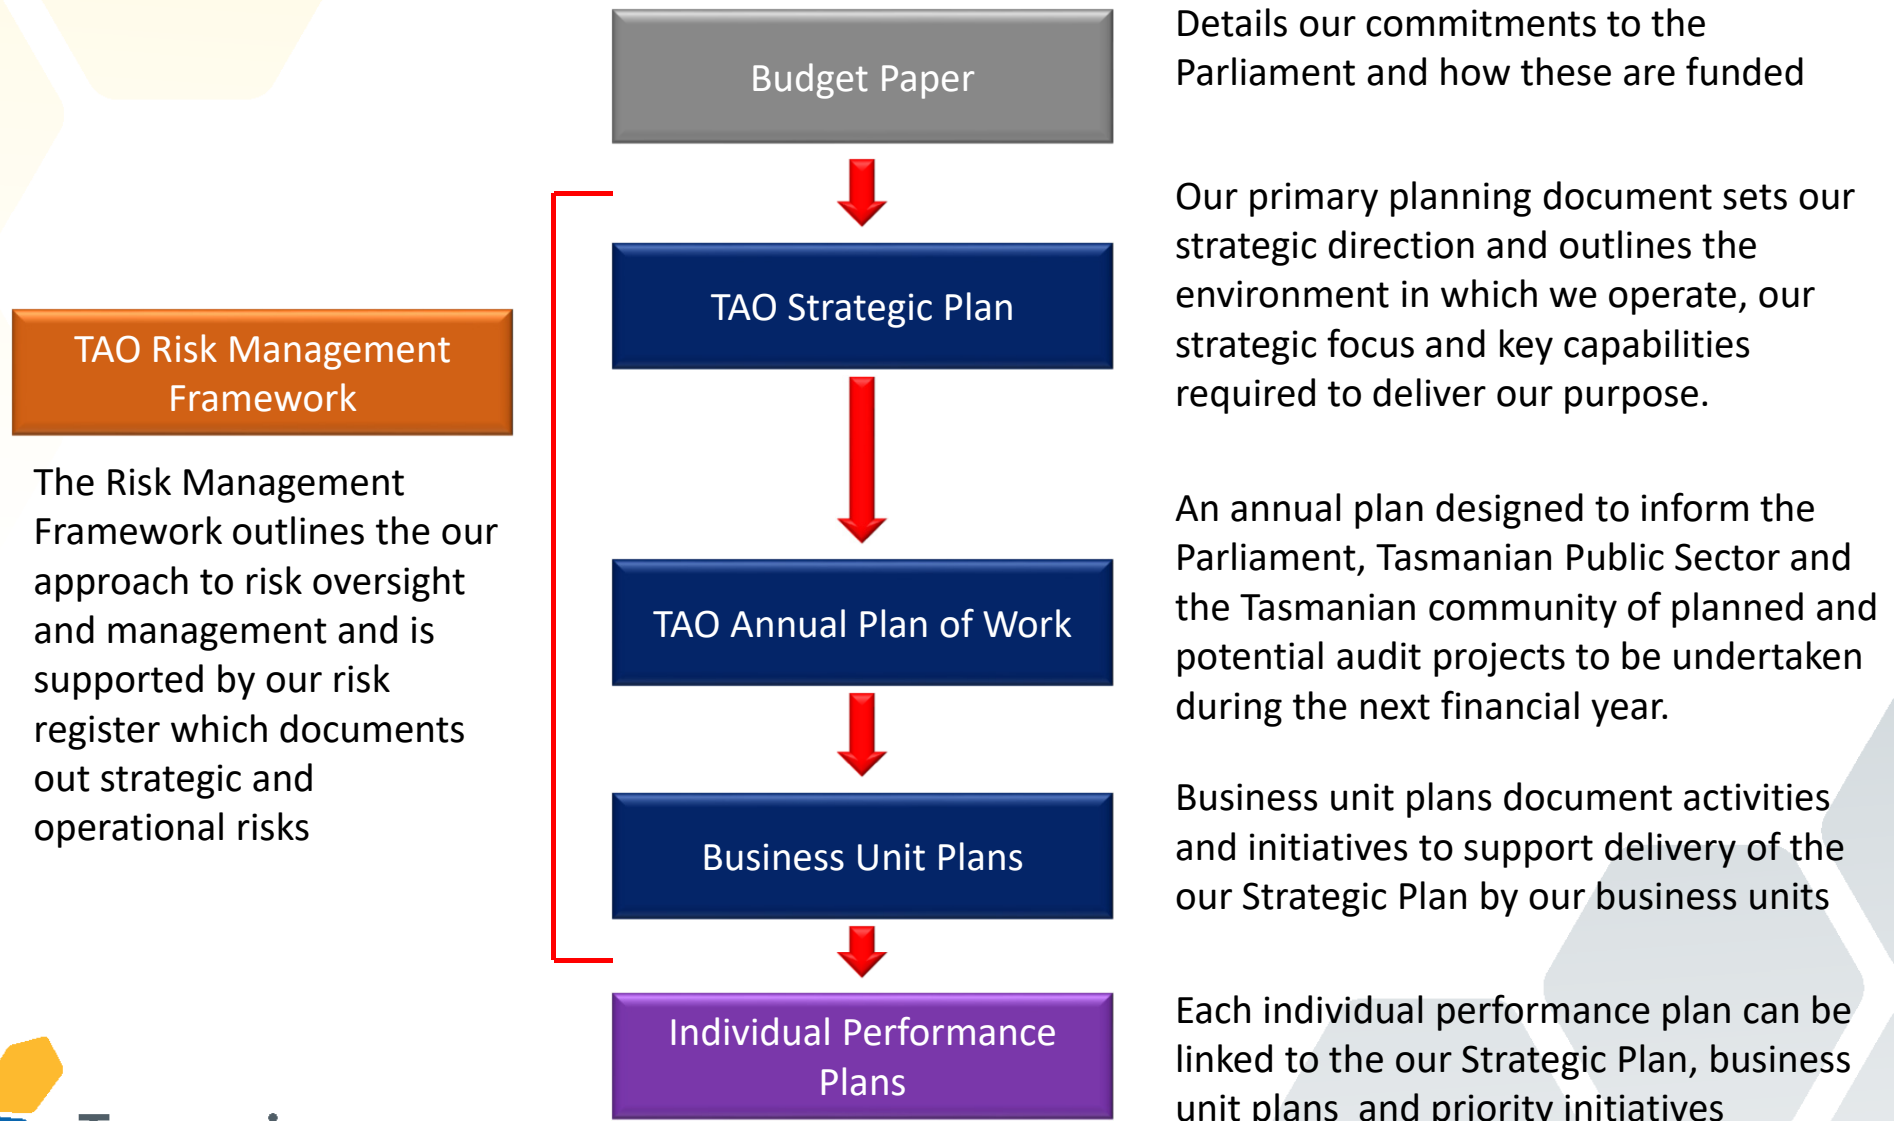 Budget Paper
Details our commitments to the
Parliament and how these are funded
TAO Strategic Plan
Our primary planning document sets our
strategic direction and outlines the
environment in which we operate, our
strategic focus and key capabilities
required to deliver our purpose.
TAO Risk Management
Framework
The Risk Management
Framework outlines the our
approach to risk oversight
and management and is
supported by our risk
register which documents
out strategic and
operational risks
TAO Annual Plan of Work
An annual plan designed to inform the
Parliament, Tasmanian Public Sector and
the Tasmanian community of planned and
potential audit projects to be undertaken
during the next financial year.
Business Unit Plans
Business unit plans document activities
and initiatives to support delivery of the
our Strategic Plan by our business units
Individual Performance
Plans
Each individual performance plan can be
linked to the our Strategic Plan, business
unit plans and priority initiatives